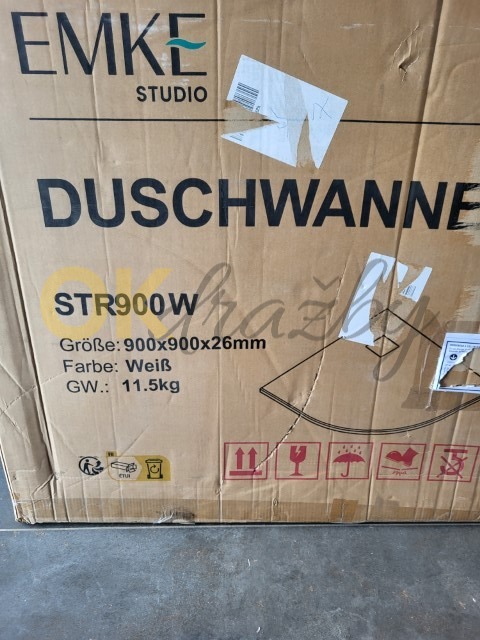 EMKE
STUDIO
DUSCHWANNE
STR900W
OKdražby
Größe: 900x900x26mm
Farbe: Weiß
GW.: 11.5kg